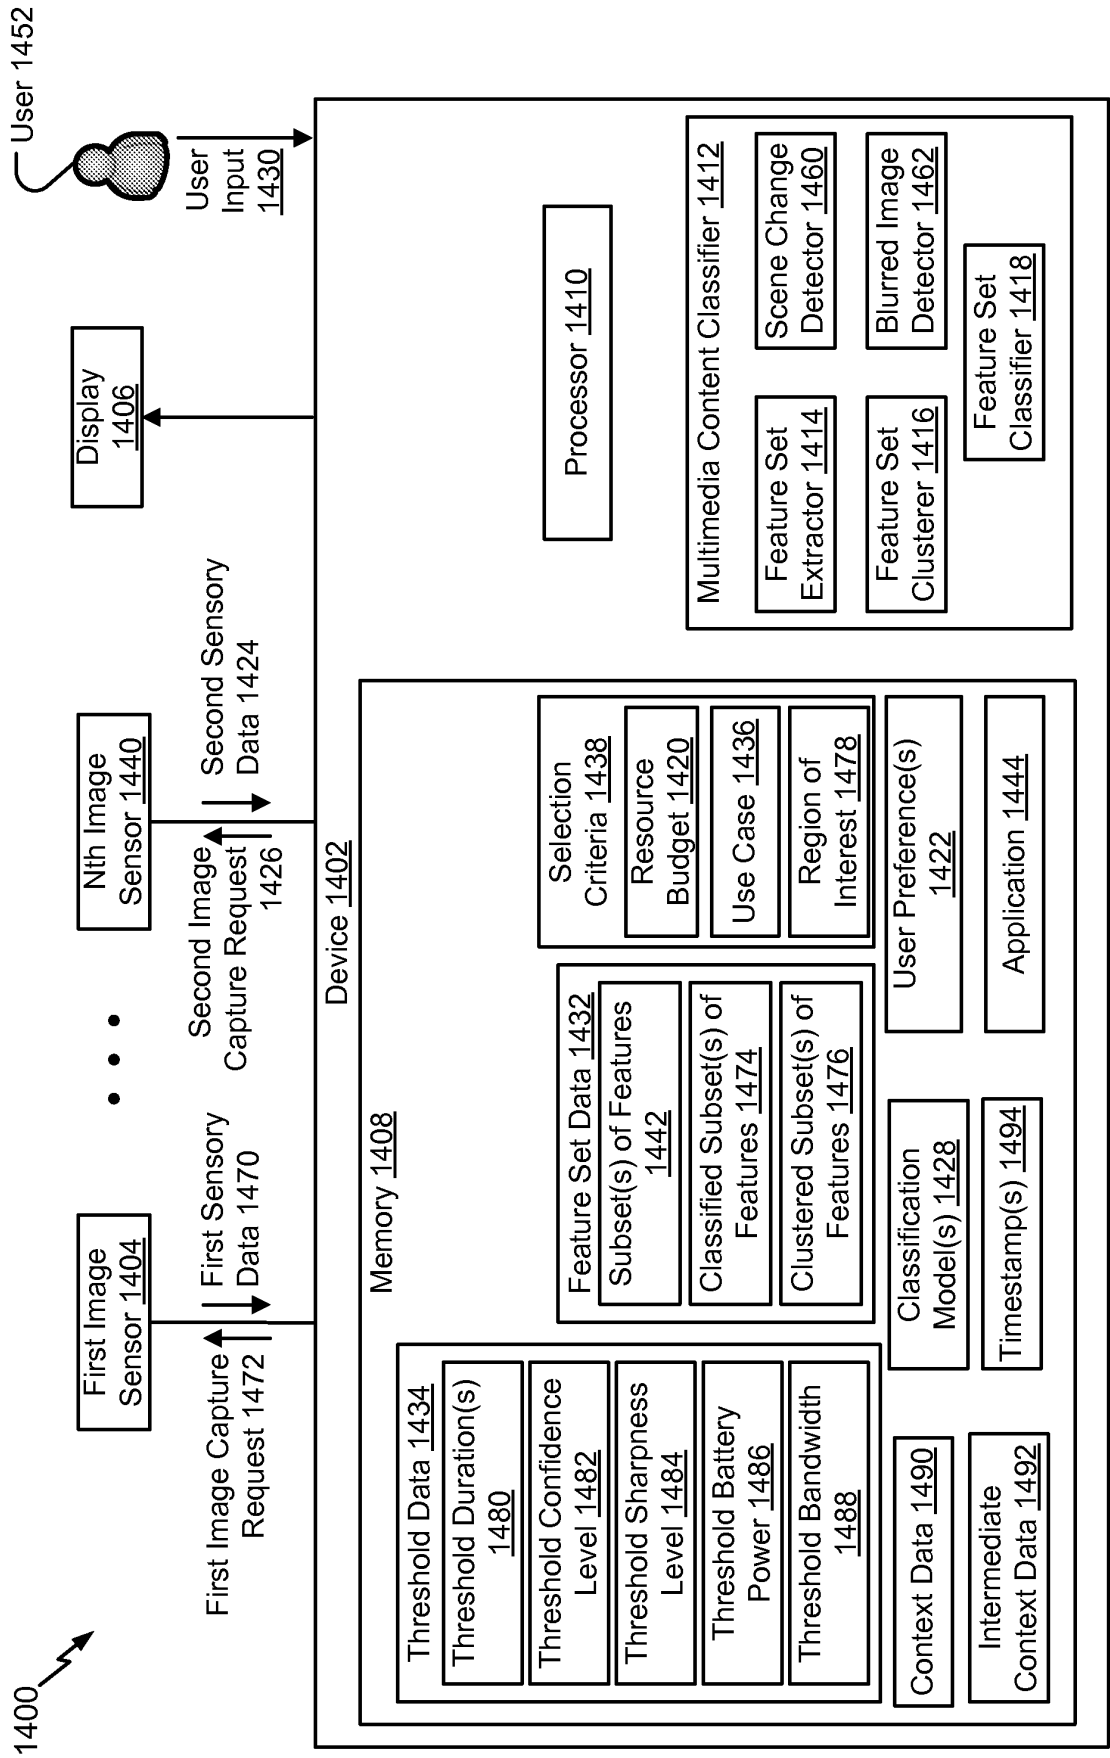 1400
User 1452
First Image
Sensor 1404
Nth Image
Sensor 1440
Display
1406
First Image Capture
Request 1472
First Sensory
Data 1470
Second Image
Capture Request
1426
Second Sensory
Data 1424
User
Input
1430
Device 1402
Memory 1408
Threshold Data 1434
Threshold Duration(s)
1480
Threshold Confidence
Level 1482
Threshold Sharpness
Level 1484
Threshold Battery
Power 1486
Threshold Bandwidth
1488
Feature Set Data 1432
Subset(s) of Features
1442
Classified Subset(s) of
Features 1474
Clustered Subset(s) of
Features 1476
Selection
Criteria 1438
Resource
Budget 1420
Use Case 1436
Region of
Interest 1478
Context Data 1490
Intermediate
Context Data 1492
Classification
Model(s) 1428
Timestamp(s) 1494
User Preference(s)
1422
Application 1444
Processor 1410
Multimedia Content Classifier 1412
Feature Set
Extractor 1414
Scene Change
Detector 1460
Feature Set
Clusterer 1416
Blurred Image
Detector 1462
Feature Set
Classifier 1418